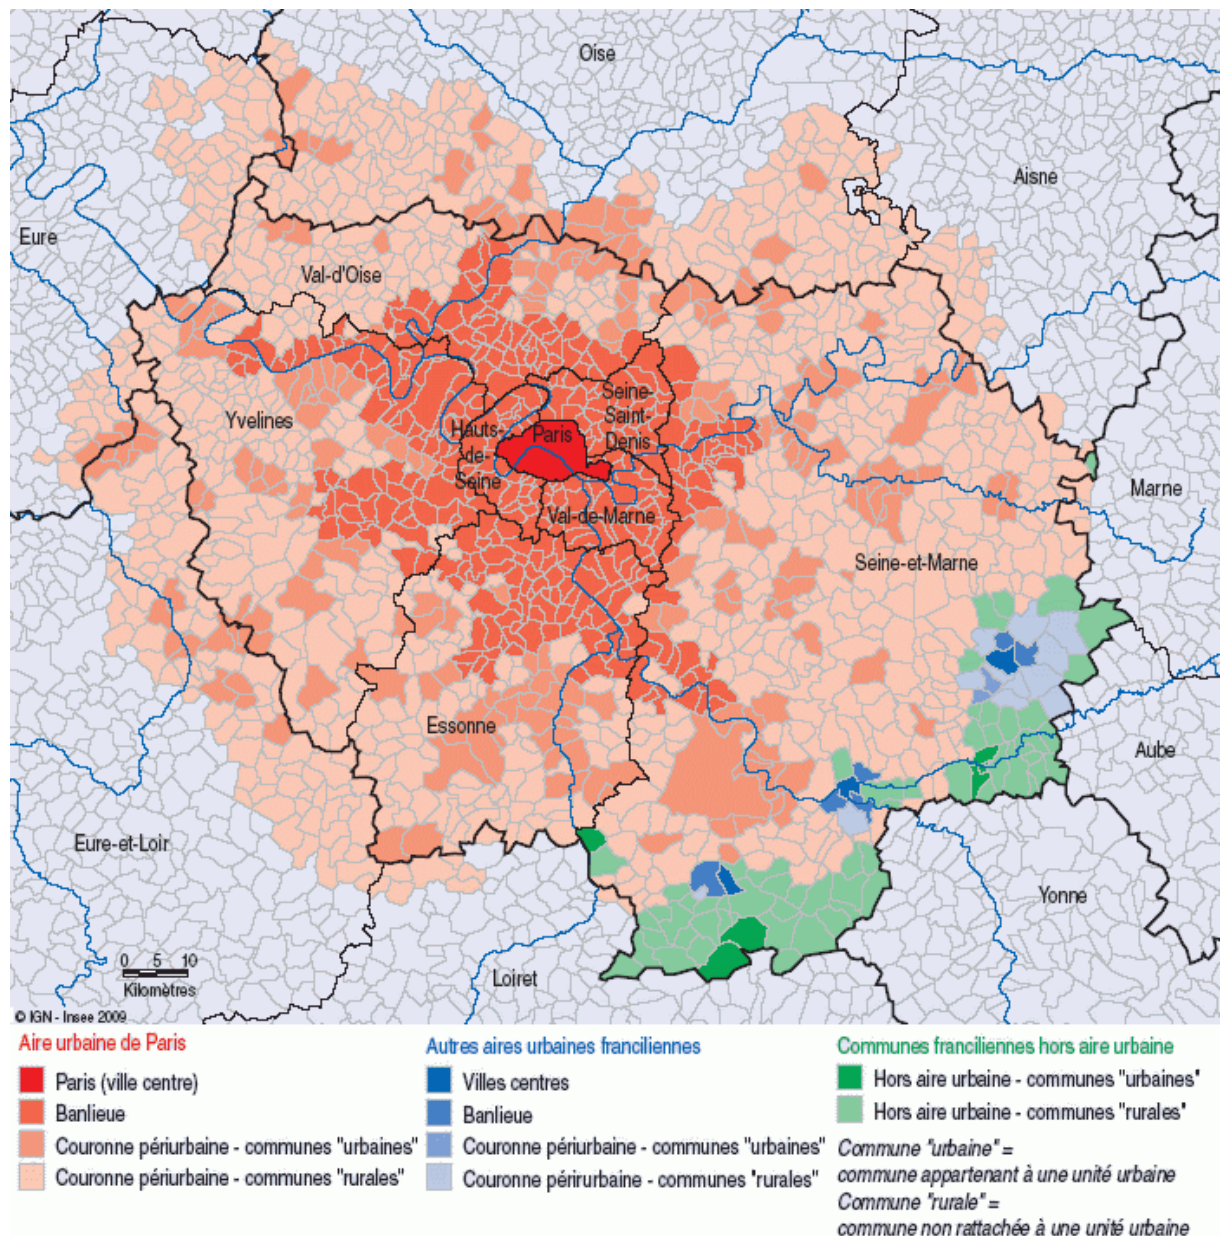 Oise
Aisne
Eure
Val-d'Oise
Seine-
Saint-
Denis
Yvelines
Hauts-
de-
Seine
Paris
Marne
Val-de-Marne
Seine-et-Marne
Essonne
Aube
Eure-et-Loir
Yonne
Loiret
0 5 10
Kilomètres
© IGN - Insee 2009
Aire urbaine de Paris
Paris (ville centre)
Banlieue
Couronne périurbaine - communes "urbaines"
Couronne périurbaine - communes "rurales"
Autres aires urbaines franciliennes
Villes centres
Banlieue
Couronne périurbaine - communes "urbaines"
Couronne périrurbaine - communes "rurales"
Communes franciliennes hors aire urbaine
Hors aire urbaine - communes "urbaines"
Hors aire urbaine - communes "rurales"
Commune "urbaine" =
commune appartenant à une unité urbaine
Commune "rurale" =
commune non rattachée à une unité urbaine